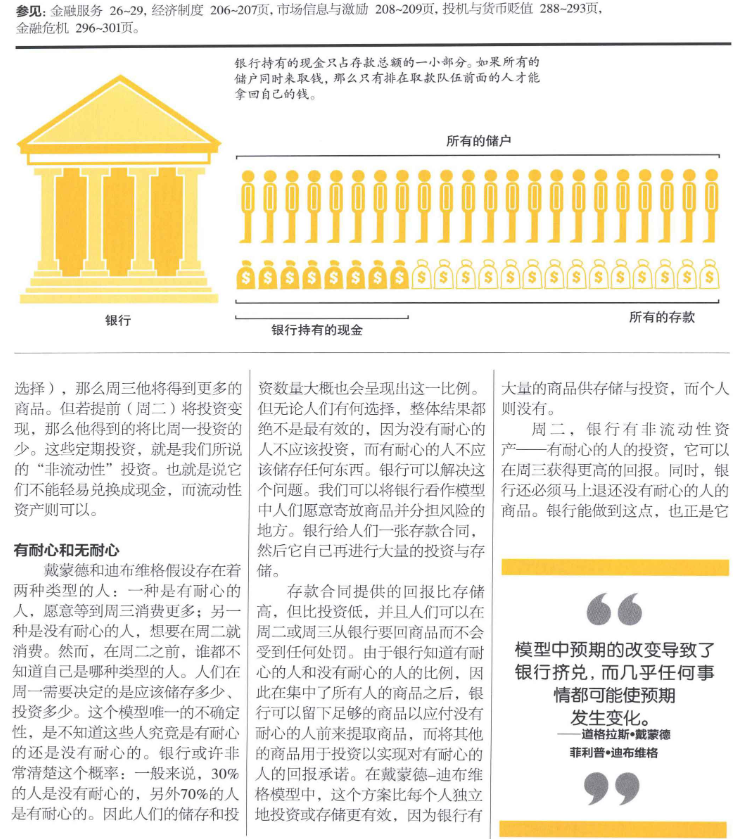 参见：金融服务 26~29, 经济制度 206~207页, 市场信息与激励 208~209页, 投机与货币贬值 288~293页,
金融危机 296~301页。
银行持有的现金只占存款总额的一小部分。如果所有的
储户同时来取钱，那么只有排在取款队伍前面的人才能
拿回自己的钱。
所有的储户
银行
银行持有的现金
所有的存款
选择），那么周三他将得到更多的
商品。但若提前（周二）将投资变
现，那么他得到的将比周一投资的
少。这些定期投资，就是我们所说
的“非流动性”投资。也就是说它
们不能轻易兑换成现金，而流动性
资产则可以。
有耐心和无耐心
戴蒙德和迪布维格假设存在着
两种类型的人：一种是有耐心的
人，愿意等到周三消费更多；另一
种是没有耐心的人，想要在周二就
消费。然而，在周二之前，谁都不
知道自己是哪种类型的人。人们在
周一需要决定的是应该储存多少、
投资多少。这个模型唯一的不确定
性，是不知道这些人究竟是有耐心
的还是没有耐心的。银行或许非
常清楚这个概率：一般来说，30%
的人是没有耐心的，另外70%的人
是有耐心的。因此人们的储存和投
资数量大概也会呈现出这一比例。
但无论人们有何选择，整体结果都
绝不是最有效的，因为没有耐心的
人不应该投资，而有耐心的人不应
该储存任何东西。银行可以解决这
个问题。我们可以将银行看作模型
中人们愿意寄放商品并分担风险的
地方。银行给人们一张存款合同，
然后它自己再进行大量的投资与存
储。
存款合同提供的回报比存储
高，但比投资低，并且人们可以在
周二或周三从银行要回商品而不会
受到任何处罚。由于银行知道有耐
心的人和没有耐心的人的比例，因
此在集中了所有人的商品之后，银
行可以留下足够的商品以应付没有
耐心的人前来提取商品，而将其他
的商品用于投资以实现对有耐心的
人的回报承诺。在戴蒙德–迪布维
格模型中，这个方案比每个人独立
地投资或存储更有效，因为银行有
大量的商品供存储与投资，而个人
则没有。
周二，银行有非流动性资
产——有耐心的人的投资，它可以
在周三获得更高的回报。同时，银
行还必须马上退还没有耐心的人的
商品。银行能做到这点，也正是它
“
模型中预期的改变导致了
银行挤兑，而几乎任何事
情都可能使预期
发生变化。
——道格拉斯•戴蒙德
菲利普•迪布维格
”